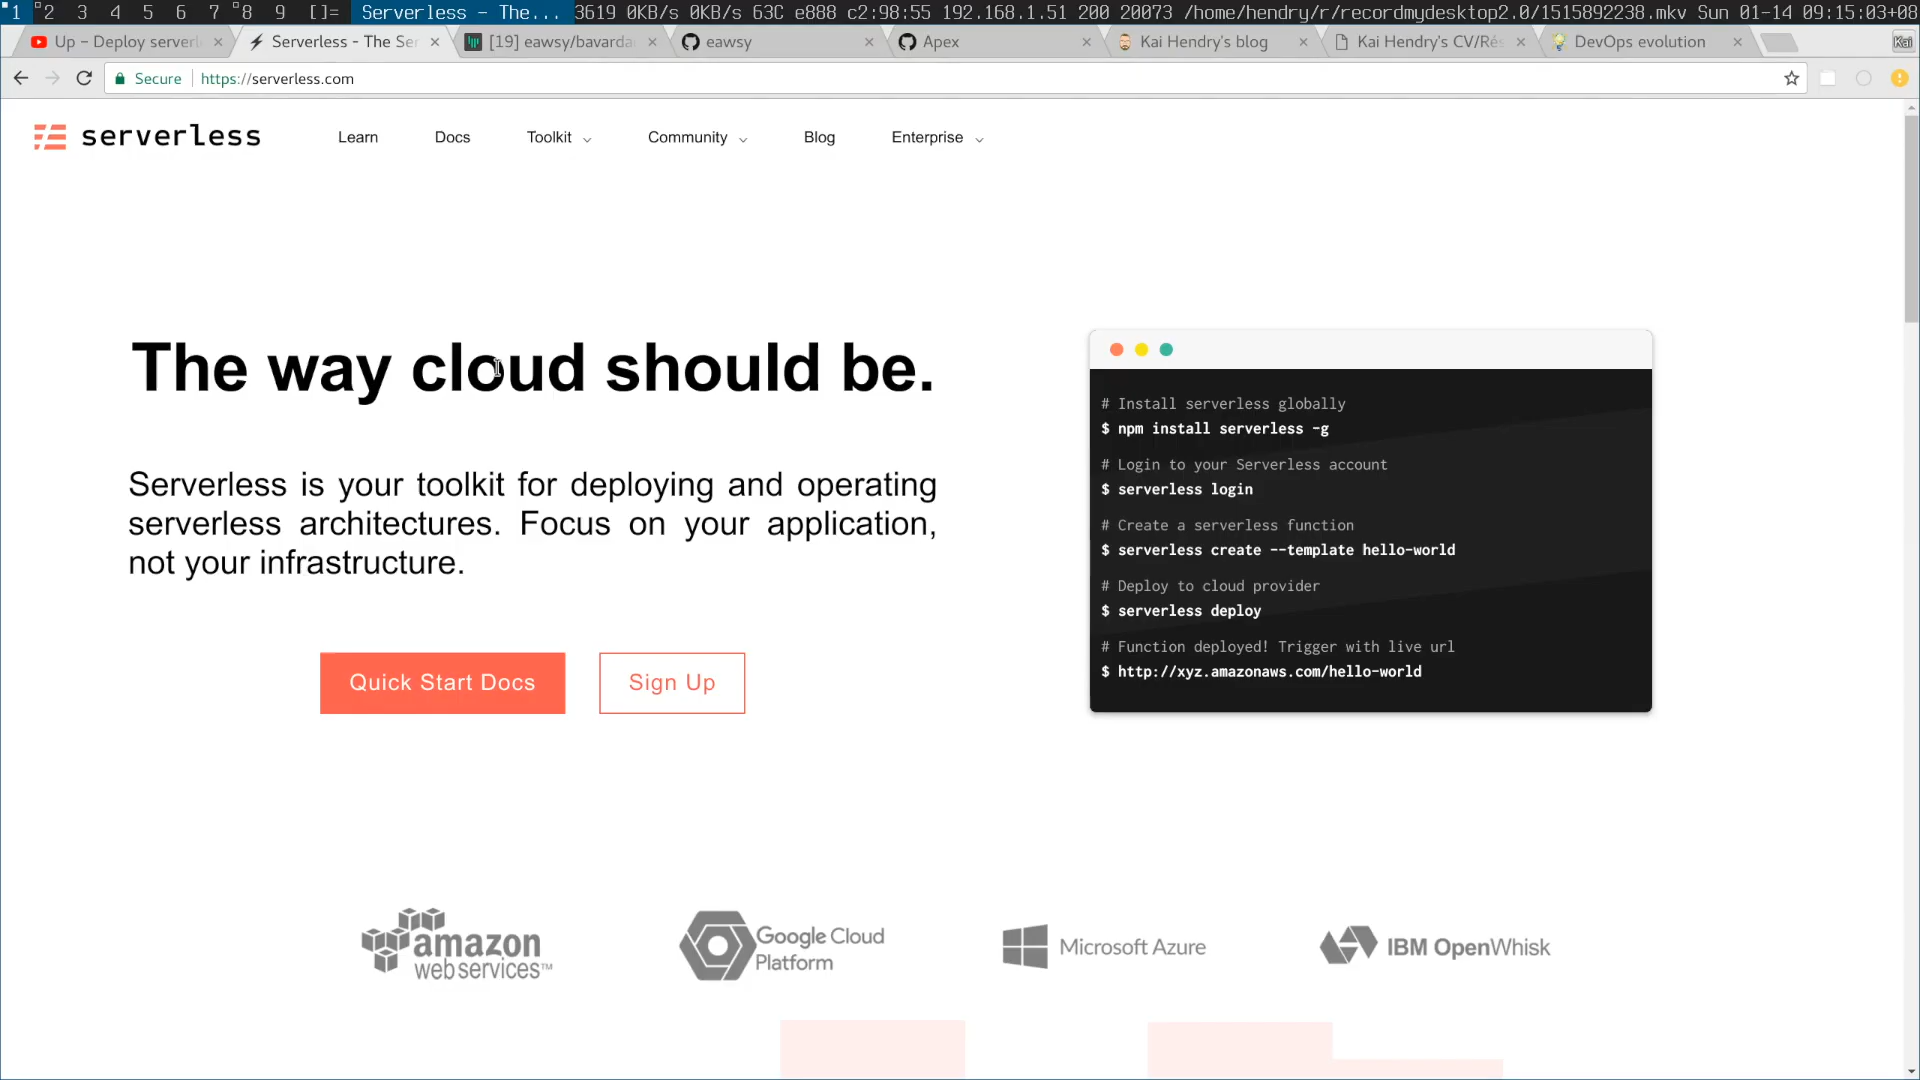 1 2 3 4 5 6 7 8 9 []= Serverless - The... 3619 0KB/s 0KB/s 63C e888 c2:98:55 192.168.1.51 200 20073 /home/hendry/r/recordmydesktop2.0/1515892238.mkv Sun 01-14 09:15:03+08
Up – Deploy serverl Serverless - The Ser [19] eawsy/bavarda eawsy Apex Kai Hendry's blog Kai Hendry's CV/Rés DevOps evolution Kai
Secure https://serverless.com
serverless Learn Docs Toolkit Community Blog Enterprise
The way cloud should be.
Serverless is your toolkit for deploying and operating
serverless architectures. Focus on your application,
not your infrastructure.
Quick Start Docs Sign Up
# Install serverless globally
$ npm install serverless -g
# Login to your Serverless account
$ serverless login
# Create a serverless function
$ serverless create --template hello-world
# Deploy to cloud provider
$ serverless deploy
# Function deployed! Trigger with live url
$ http://xyz.amazonaws.com/hello-world
amazon
webservices™
Google Cloud
Platform
Microsoft Azure
IBM OpenWhisk